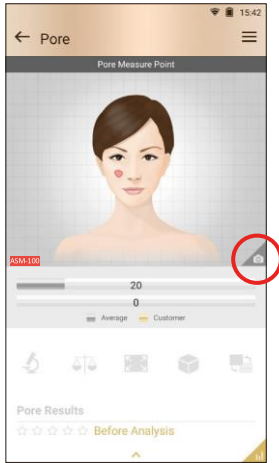 15:42
Pore
Pore Measure Point
ASM-100
20
0
Average Customer
Pore Results
Before Analysis